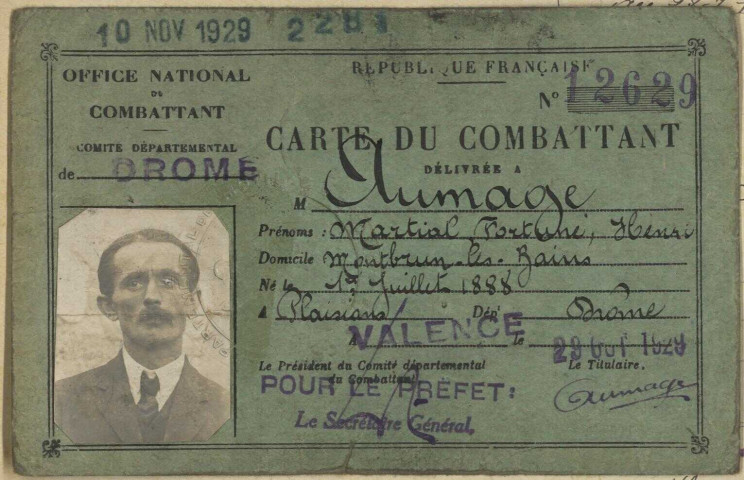 10 NOV 1929
OFFICE NATIONAL
DU
COMBATTANT
COMITÉ DÉPARTEMENTAL
de DROME
RÉPUBLIQUE FRANÇAISE
N° 12629
CARTE DU COMBATTANT
DÉLIVRÉE A
M Aumage
Prénoms : Martial Fortuné, Henri
Domicile Montbrun-les-Bains
Né le 1er Juillet 1888
à Plaisians Dépt Drôme
A VALENCE le 29 OCT 1929
Le Président du Comité départemental
du Combattant
Le Titulaire.
POUR LE PRÉFET:
Aumage
Le Secrétaire Général,